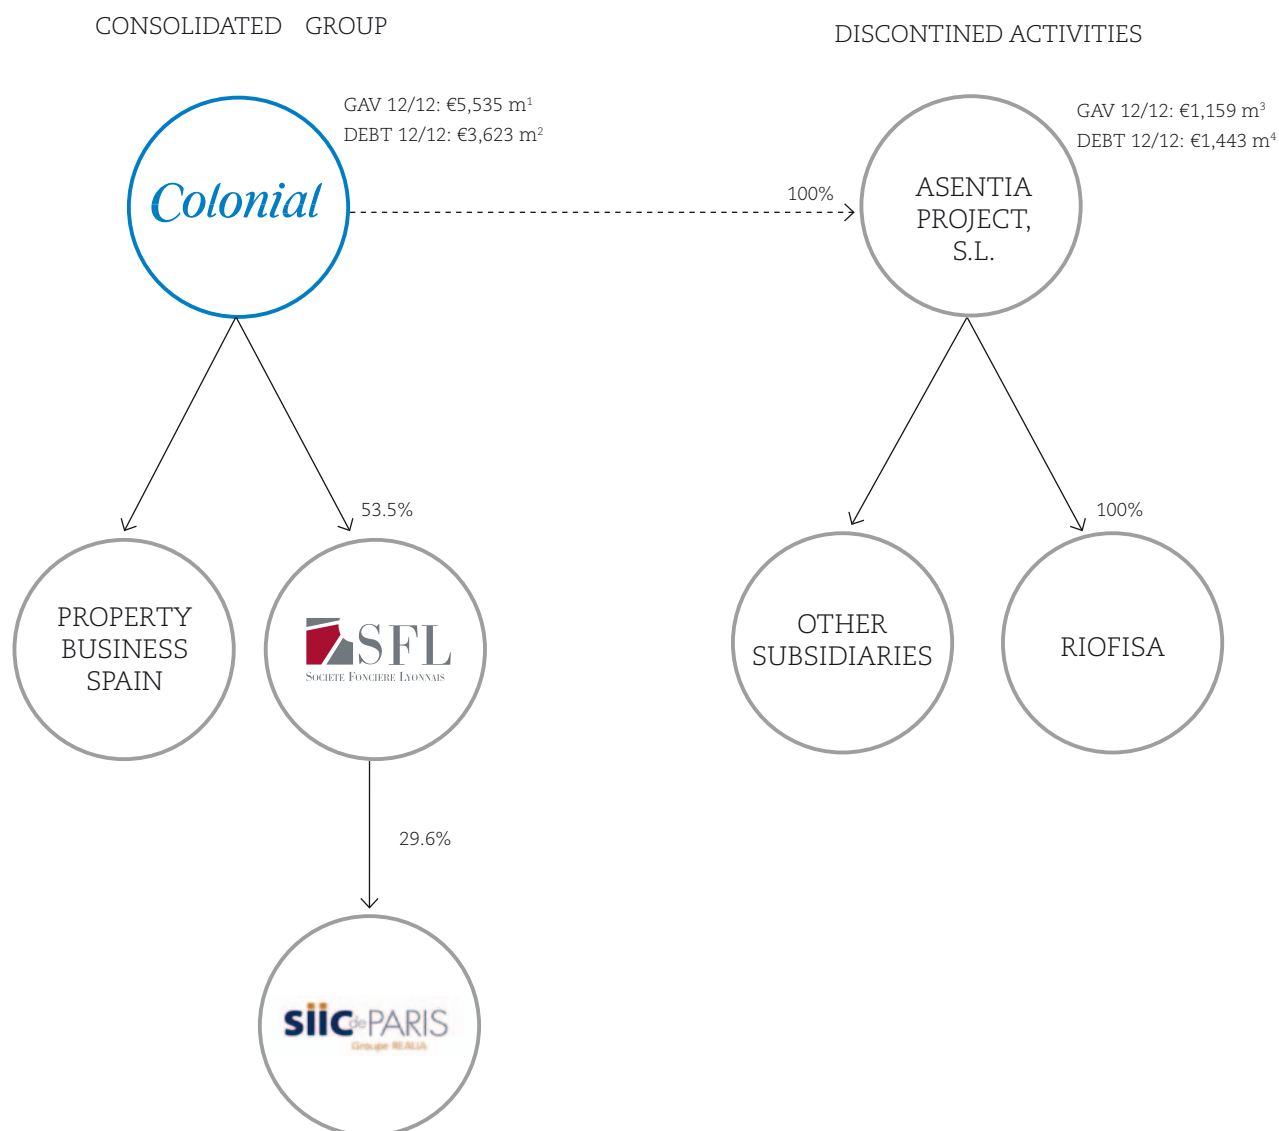 CONSOLIDATED GROUP
DISCONTINED ACTIVITIES
GAV 12/12: €5,535 m¹
DEBT 12/12: €3,623 m²
GAV 12/12: €1,159 m³
DEBT 12/12: €1,443 m⁴
Colonial
100%
ASENTIA
PROJECT,
S.L.
53.5%
100%
PROPERTY
BUSINESS
SPAIN
SFL
SOCIETE FONCIERE LYONNAIS
OTHER
SUBSIDIARIES
RIOFISA
29.6%
siic de PARIS
Groupe REALIA